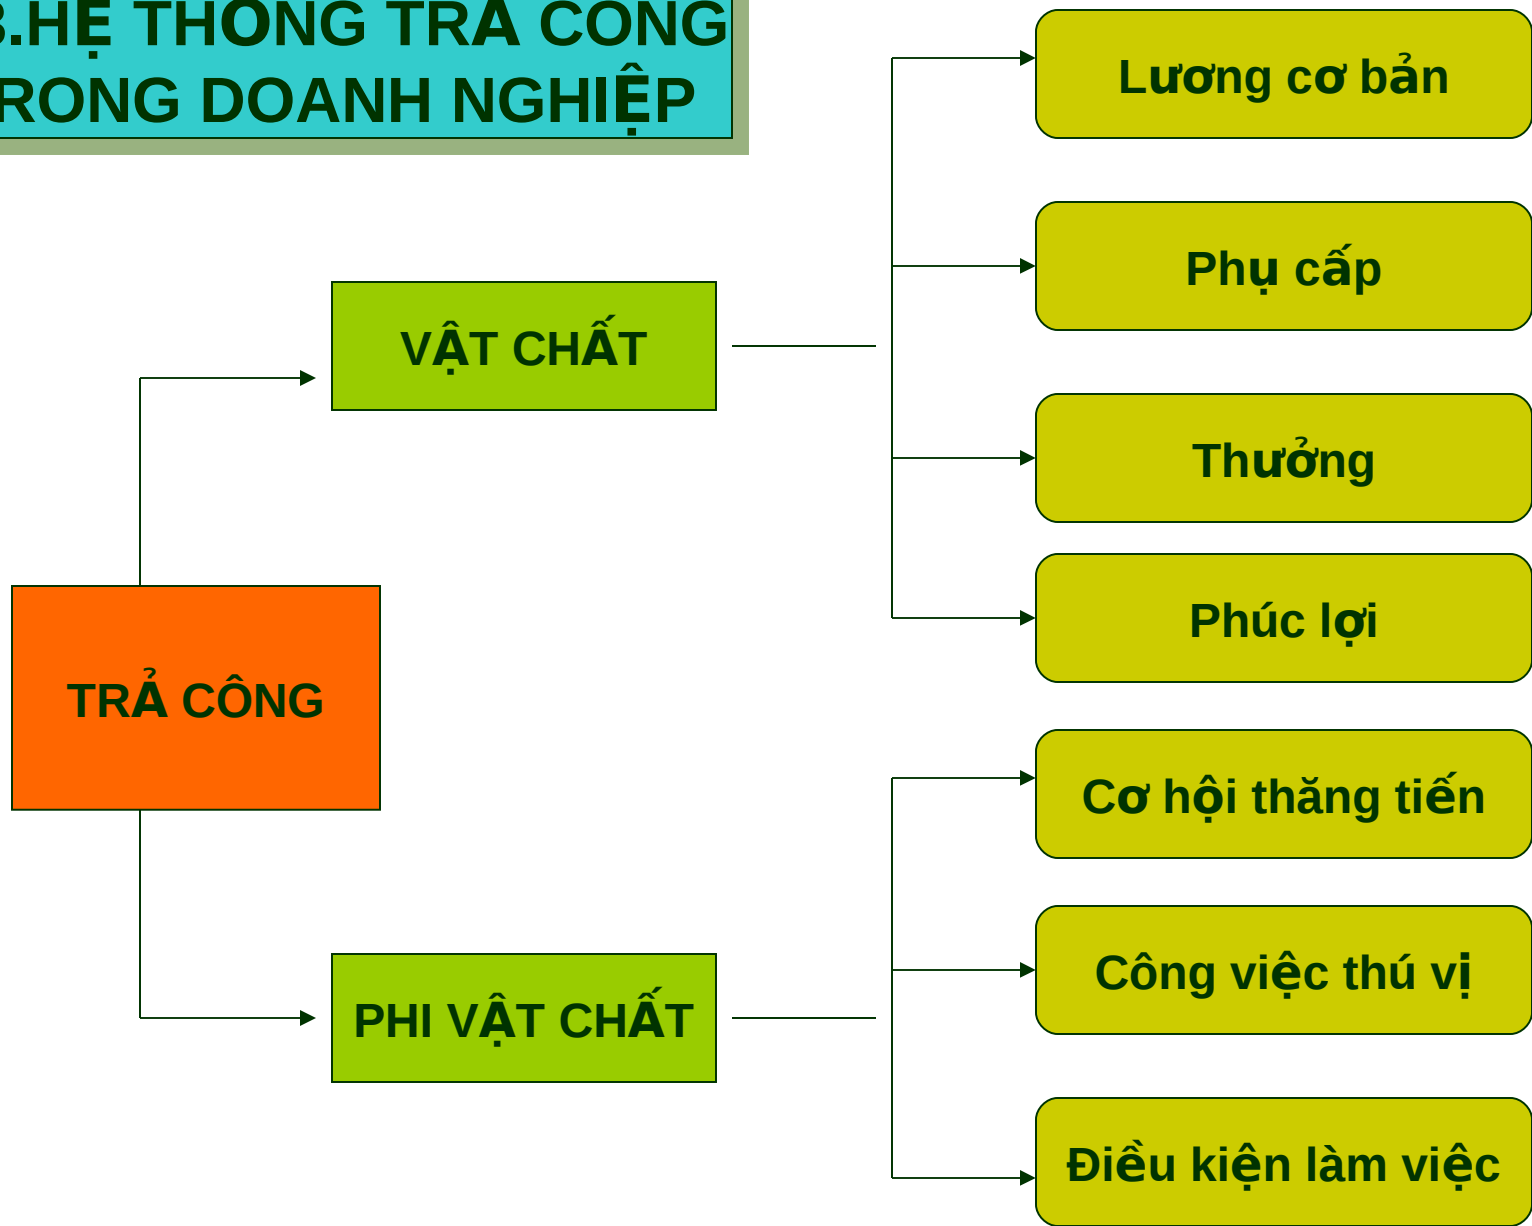 3.HỆ THỐNG TRẢ CÔNG
RONG DOANH NGHIỆP
Lương cơ bản
Phụ cấp
VẬT CHẤT
Thưởng
Phúc lợi
TRẢ CÔNG
Cơ hội thăng tiến
Công việc thú vị
PHI VẬT CHẤT
Điều kiện làm việc